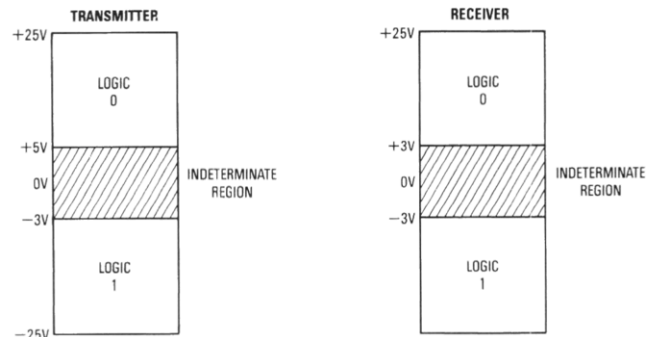 TRANSMITTER
+25V
LOGIC
0
+5V
0V
−3V
INDETERMINATE
REGION
LOGIC
1
−25V
RECEIVER
+25V
LOGIC
0
+3V
0V
−3V
INDETERMINATE
REGION
LOGIC
1